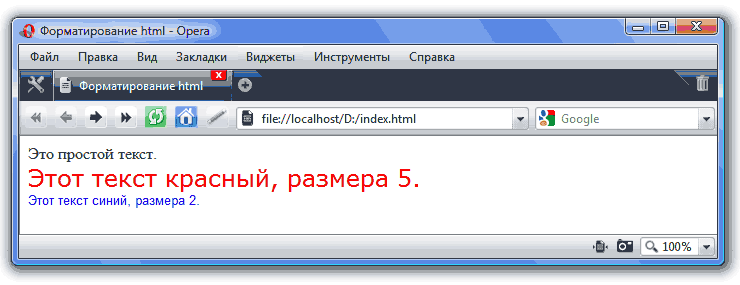 Форматирование html - Opera
Файл Правка Вид Закладки Виджеты Инструменты Справка
Форматирование html
file://localhost/D:/index.html Google
Это простой текст.
Этот текст красный, размера 5.
Этот текст синий, размера 2.
100%